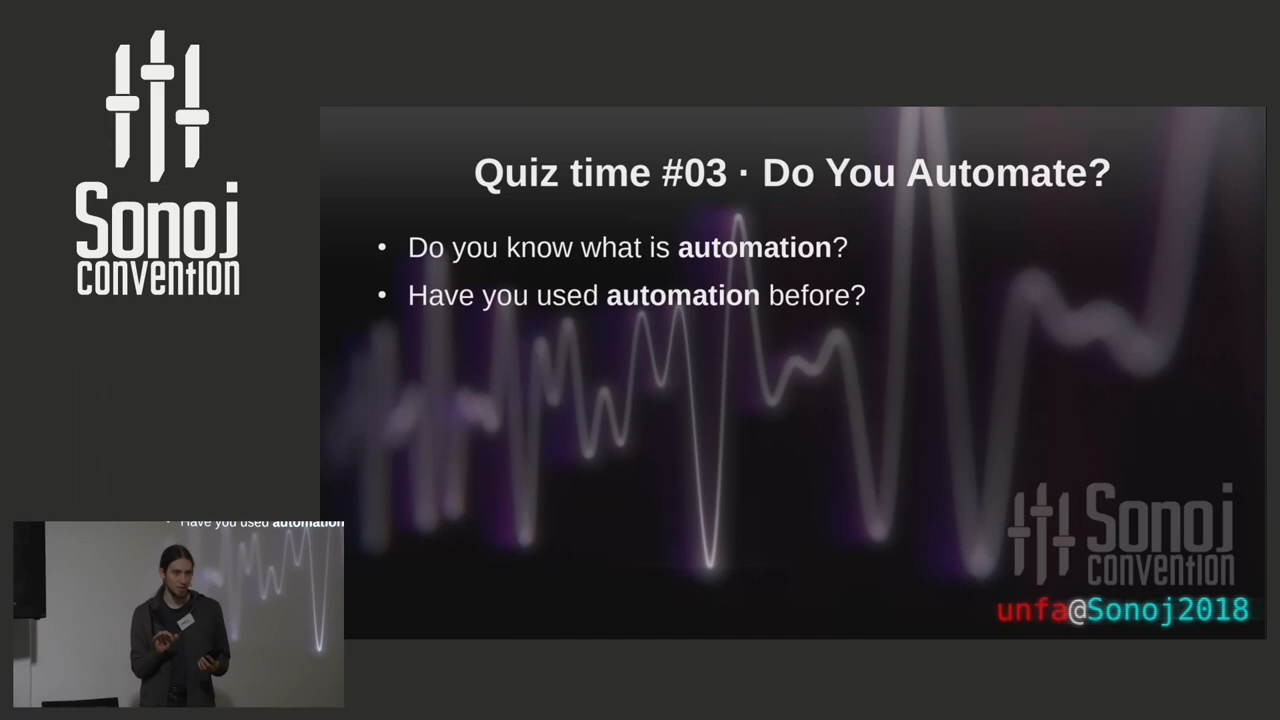 Sonoj
convention
Quiz time #03 · Do You Automate?
• Do you know what is automation?
• Have you used automation before?
Sonoj
convention
unfa@Sonoj2018
• Have you used automation